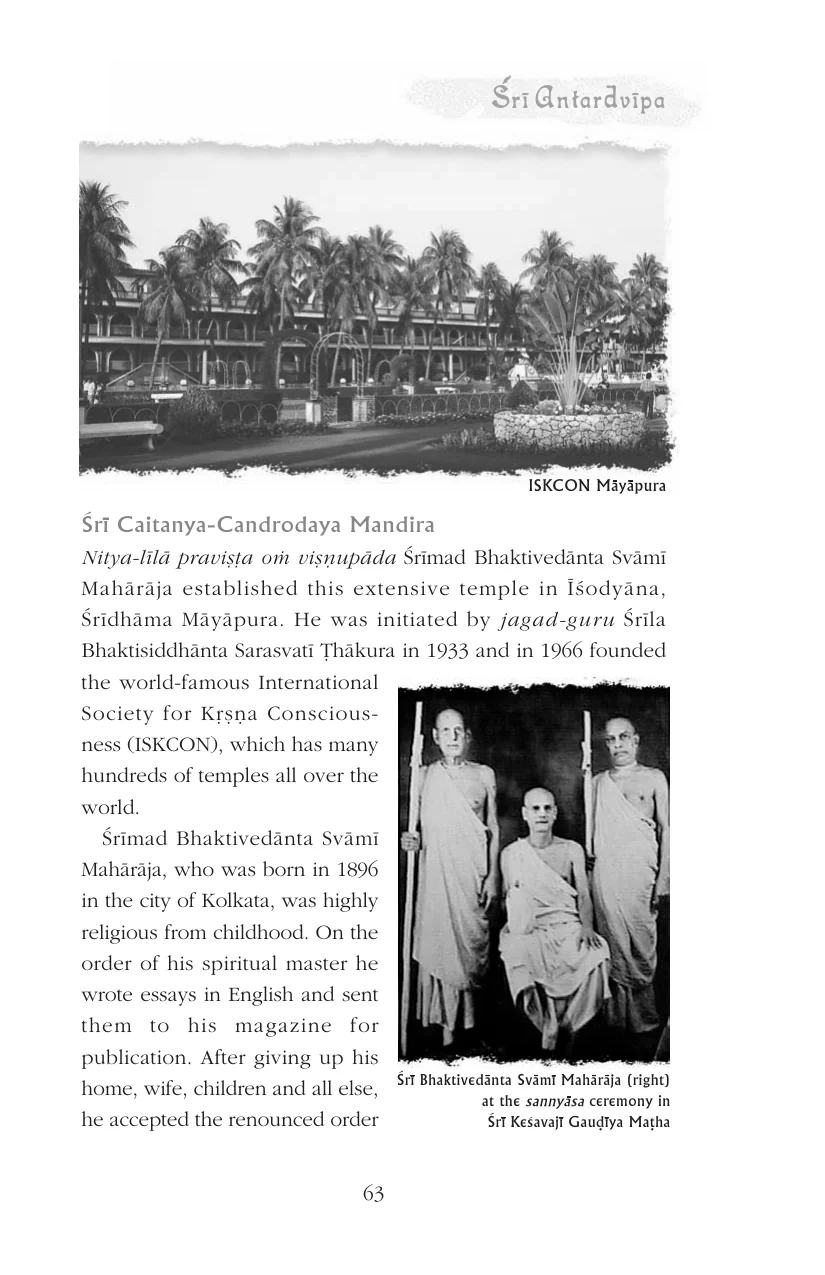 Śrī Antardvīpa
ISKCON Māyāpura
Śrī Caitanya-Candrodaya Mandira
Nitya-līlā praviṣṭa oṁ viṣṇupāda Śrīmad Bhaktivedānta Svāmī
Mahārāja established this extensive temple in Īśodyāna,
Śrīdhāma Māyāpura. He was initiated by jagad-guru Śrīla
Bhaktisiddhānta Sarasvatī Ṭhākura in 1933 and in 1966 founded
the world-famous International
Society for Kṛṣṇa Conscious-
ness (ISKCON), which has many
hundreds of temples all over the
world.
Śrīmad Bhaktivedānta Svāmī
Mahārāja, who was born in 1896
in the city of Kolkata, was highly
religious from childhood. On the
order of his spiritual master he
wrote essays in English and sent
them to his magazine for
publication. After giving up his
home, wife, children and all else,
he accepted the renounced order
Śrī Bhaktivedānta Svāmī Mahārāja (right)
at the sannyāsa ceremony in
Śrī Keśavajī Gauḍīya Maṭha
63